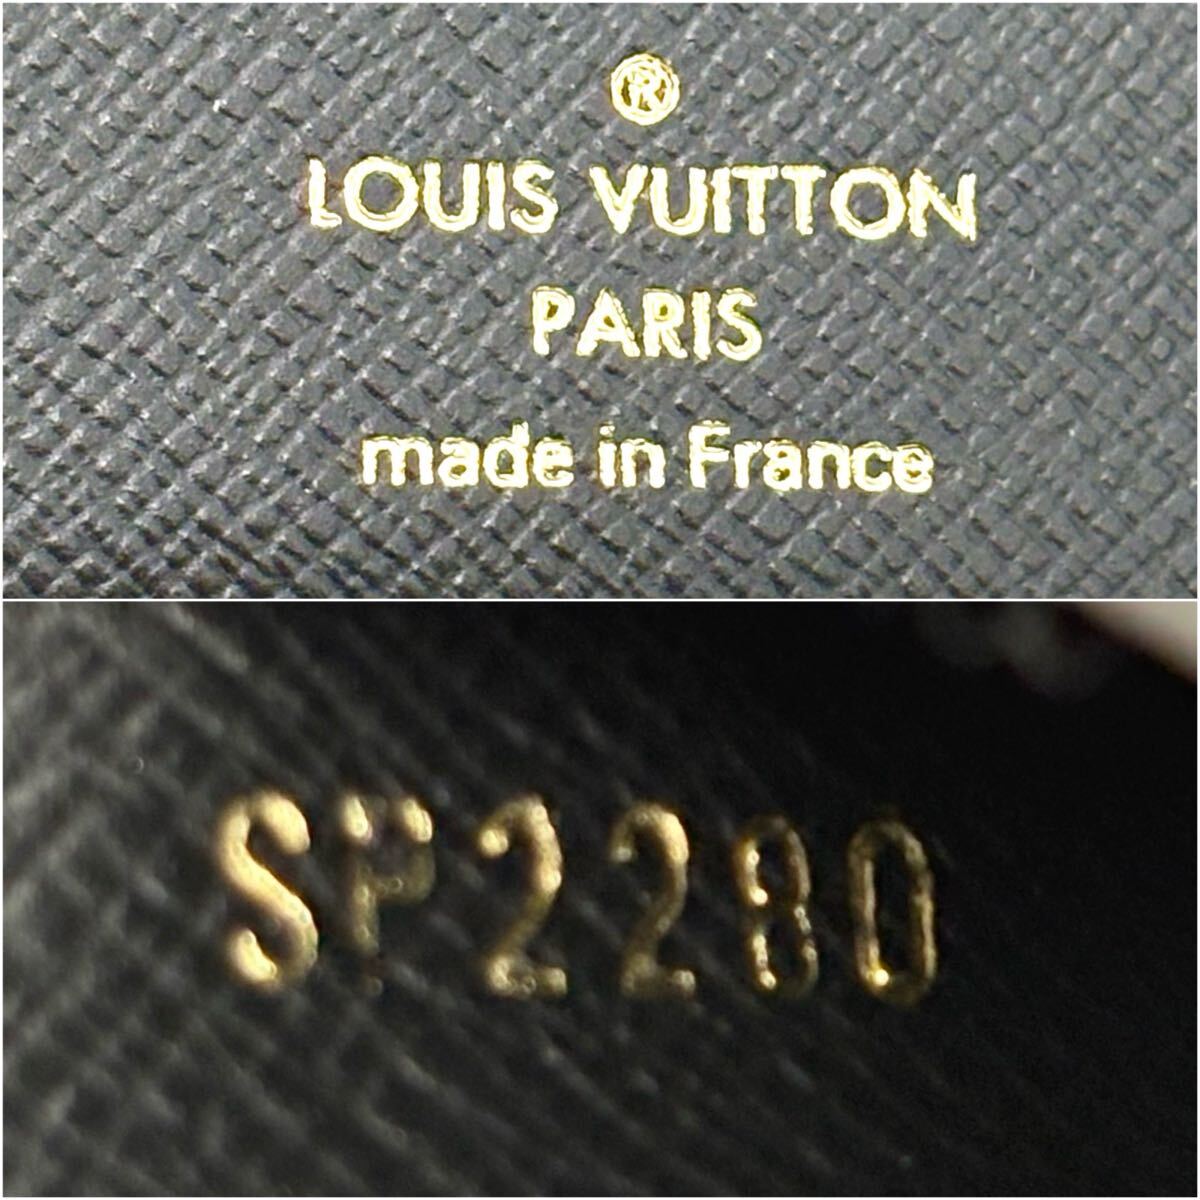 ®
LOUIS VUITTON
PARIS
made in France
SP2280